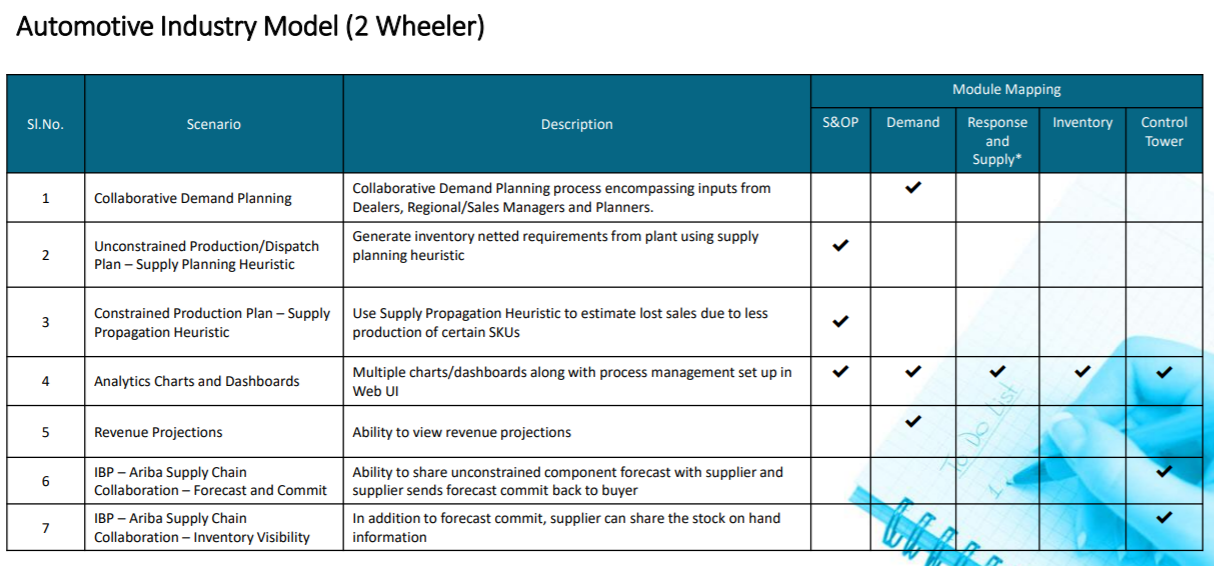 Automotive Industry Model (2 Wheeler)
Module Mapping
Sl.No.
Scenario
Description
S&OP
Demand
Response
and
Supply*
Inventory
Control
Tower
1
Collaborative Demand Planning
Collaborative Demand Planning process encompassing inputs from
Dealers, Regional/Sales Managers and Planners.
✔
2
Unconstrained Production/Dispatch
Plan – Supply Planning Heuristic
Generate inventory netted requirements from plant using supply
planning heuristic
✔
3
Constrained Production Plan – Supply
Propagation Heuristic
Use Supply Propagation Heuristic to estimate lost sales due to less
production of certain SKUs
✔
4
Analytics Charts and Dashboards
Multiple charts/dashboards along with process management set up in
Web UI
✔ ✔ ✔ ✔ ✔
5
Revenue Projections
Ability to view revenue projections
✔
6
IBP – Ariba Supply Chain
Collaboration – Forecast and Commit
Ability to share unconstrained component forecast with supplier and
supplier sends forecast commit back to buyer
✔
7
IBP – Ariba Supply Chain
Collaboration – Inventory Visibility
In addition to forecast commit, supplier can share the stock on hand
information
✔
To Do List
1